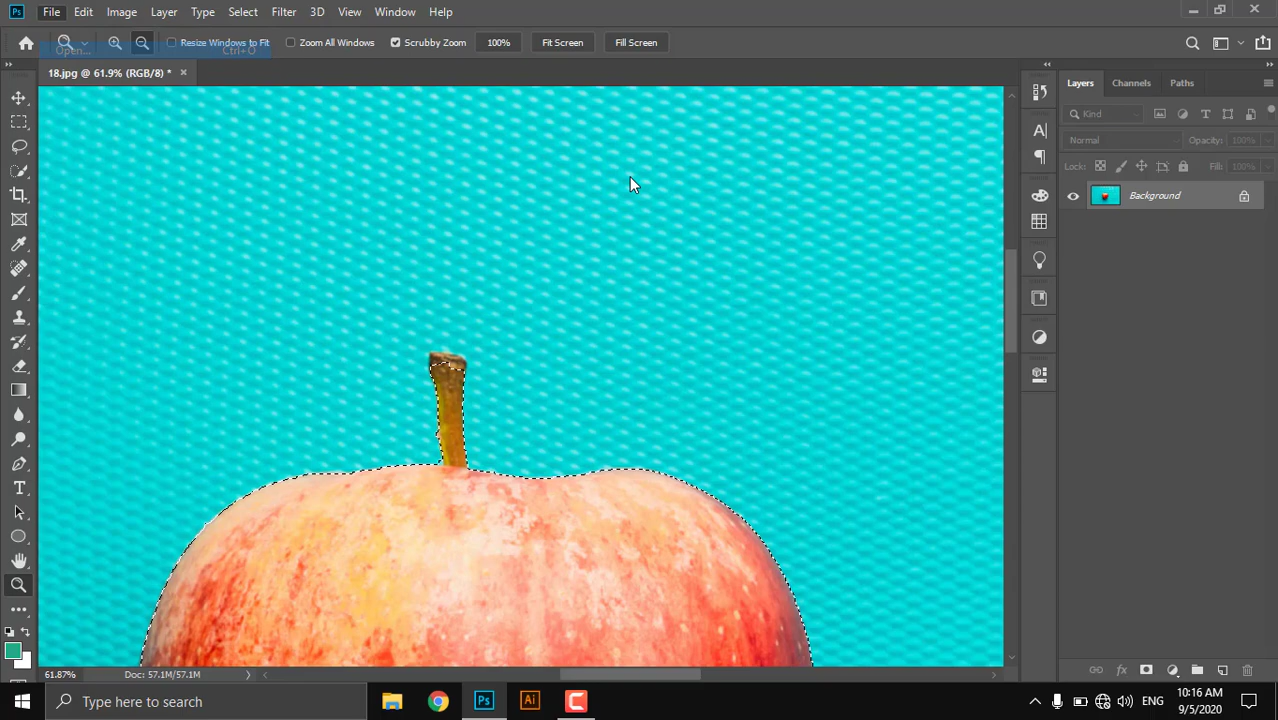 Ps File Edit Image Layer Type Select Filter 3D View Window Help
Open... Ctrl+O
Resize Windows to Fit Zoom All Windows Scrubby Zoom 100% Fit Screen Fill Screen
18.jpg @ 61.9% (RGB/8) * ×
Layers Channels Paths
Kind
Normal Opacity: 100%
Lock: Fill: 100%
Background
61.87% Doc: 57.1M/57.1M
Type here to search
Ps Ai
ENG
6:16 AM
9/5/2020